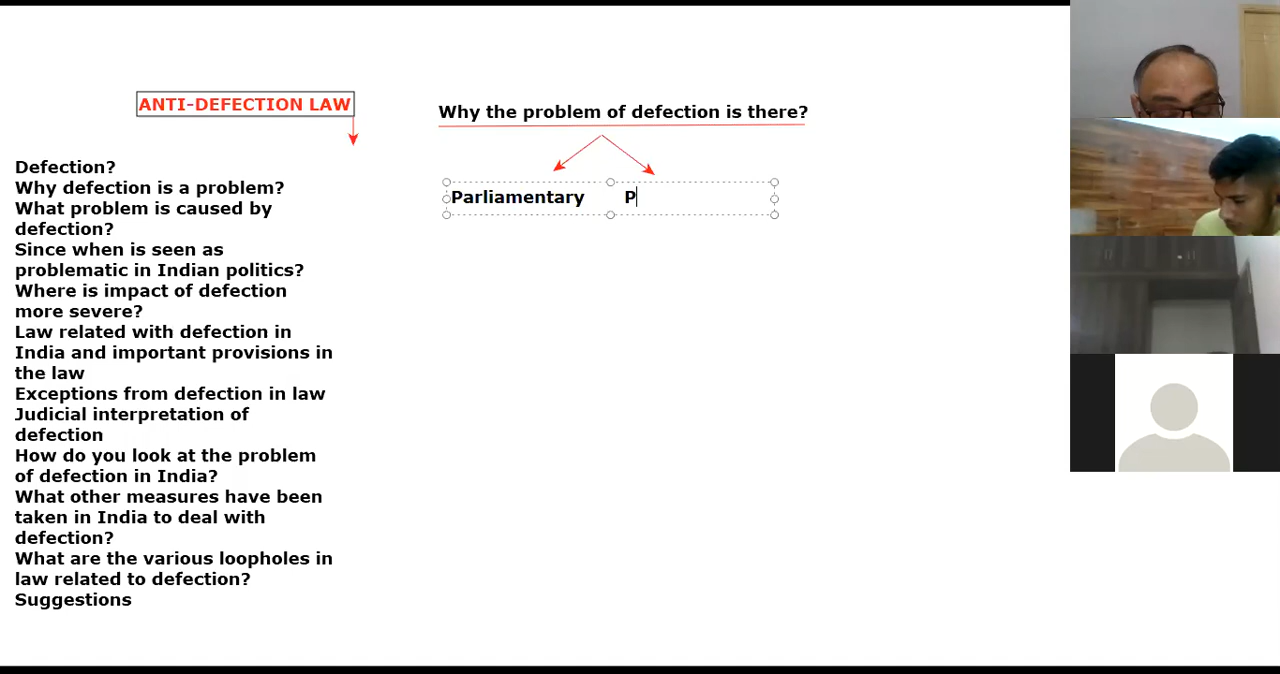 ANTI-DEFECTION LAW
Defection?
Why defection is a problem?
What problem is caused by
defection?
Since when is seen as
problematic in Indian politics?
Where is impact of defection
more severe?
Law related with defection in
India and important provisions in
the law
Exceptions from defection in law
Judicial interpretation of
defection
How do you look at the problem
of defection in India?
What other measures have been
taken in India to deal with
defection?
What are the various loopholes in
law related to defection?
Suggestions
Why the problem of defection is there?
Parliamentary P